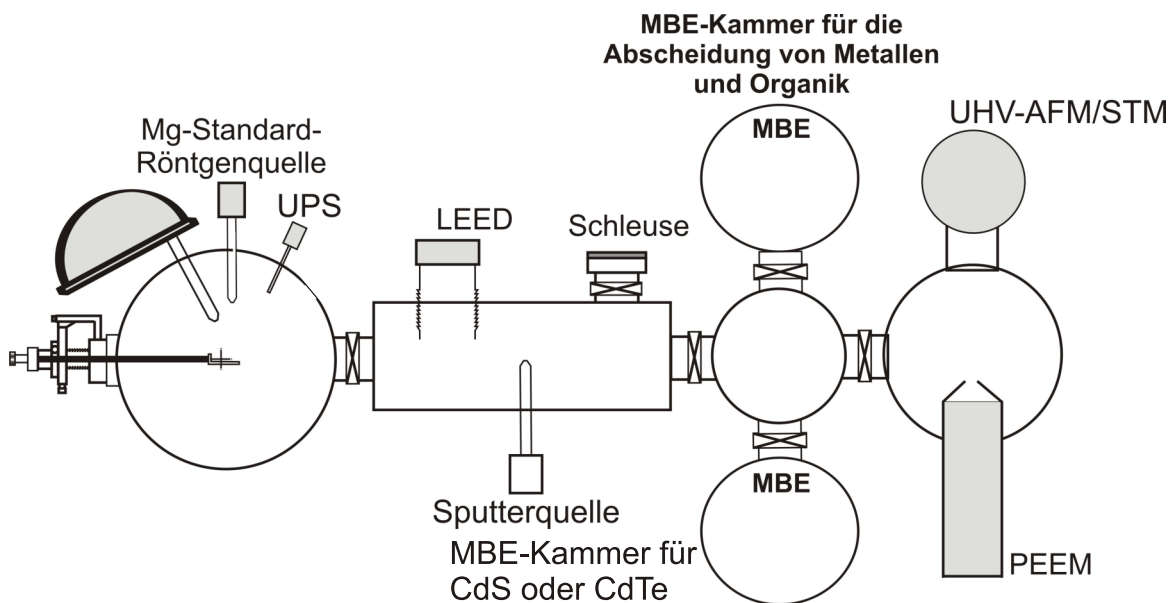 MBE-Kammer für die
Abscheidung von Metallen
und Organik
MBE
UHV-AFM/STM
Mg-Standard-
Röntgenquelle
UPS
LEED
Schleuse
MBE
Sputterquelle
MBE-Kammer für
CdS oder CdTe
PEEM